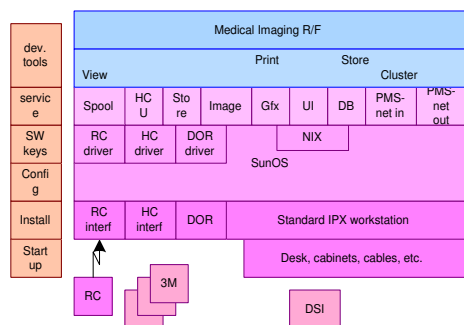 Medical Imaging R/F
dev.
tools
Print
Store
View
Cluster
servic
e
Spool
HC
U
Sto
re
Image
Gfx
UI
DB
PMS-
net in
PMS-
net out
SW
keys
RC
driver
HC
driver
DOR
driver
NIX
SunOS
Confi
g
Install
RC
interf
HC
interf
DOR
Standard IPX workstation
Start
up
Desk, cabinets, cables, etc.
RC
3M
DSI